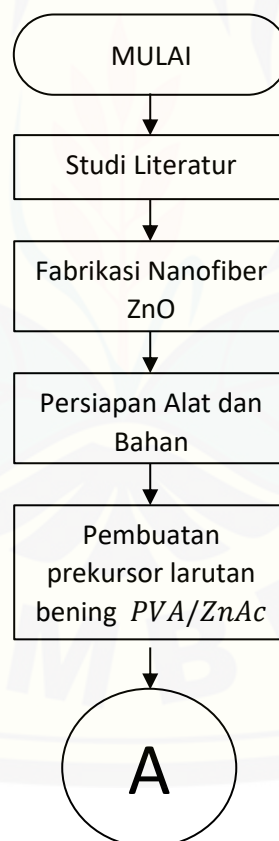 MULAI
Studi Literatur
Fabrikasi Nanofiber
ZnO
Persiapan Alat dan
Bahan
Pembuatan
prekursor larutan
bening PVA/ZnAc
A